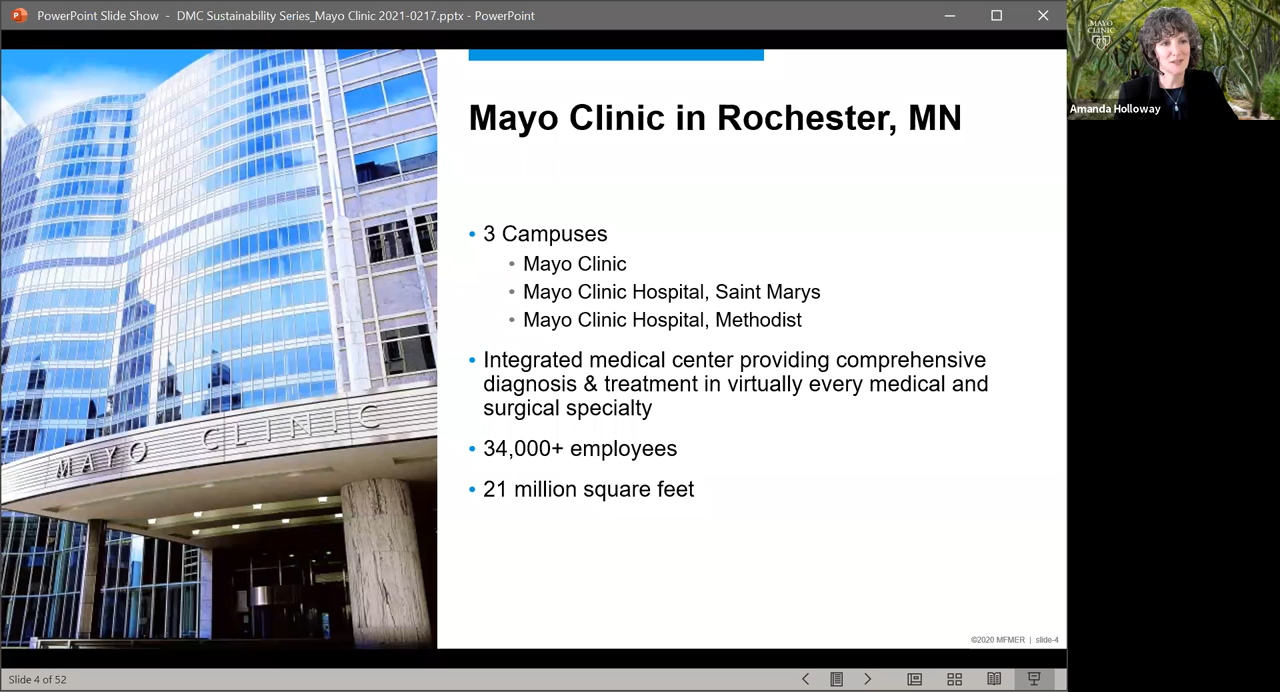 PowerPoint Slide Show - DMC Sustainability Series_Mayo Clinic 2021-0217.pptx - PowerPoint
MAYO
CLINIC
Amanda Holloway
Mayo Clinic in Rochester, MN
• 3 Campuses
• Mayo Clinic
• Mayo Clinic Hospital, Saint Marys
• Mayo Clinic Hospital, Methodist
• Integrated medical center providing comprehensive
diagnosis & treatment in virtually every medical and
surgical specialty
• 34,000+ employees
• 21 million square feet
MAYO CLINIC
©2020 MFMER | slide-4
Slide 4 of 52